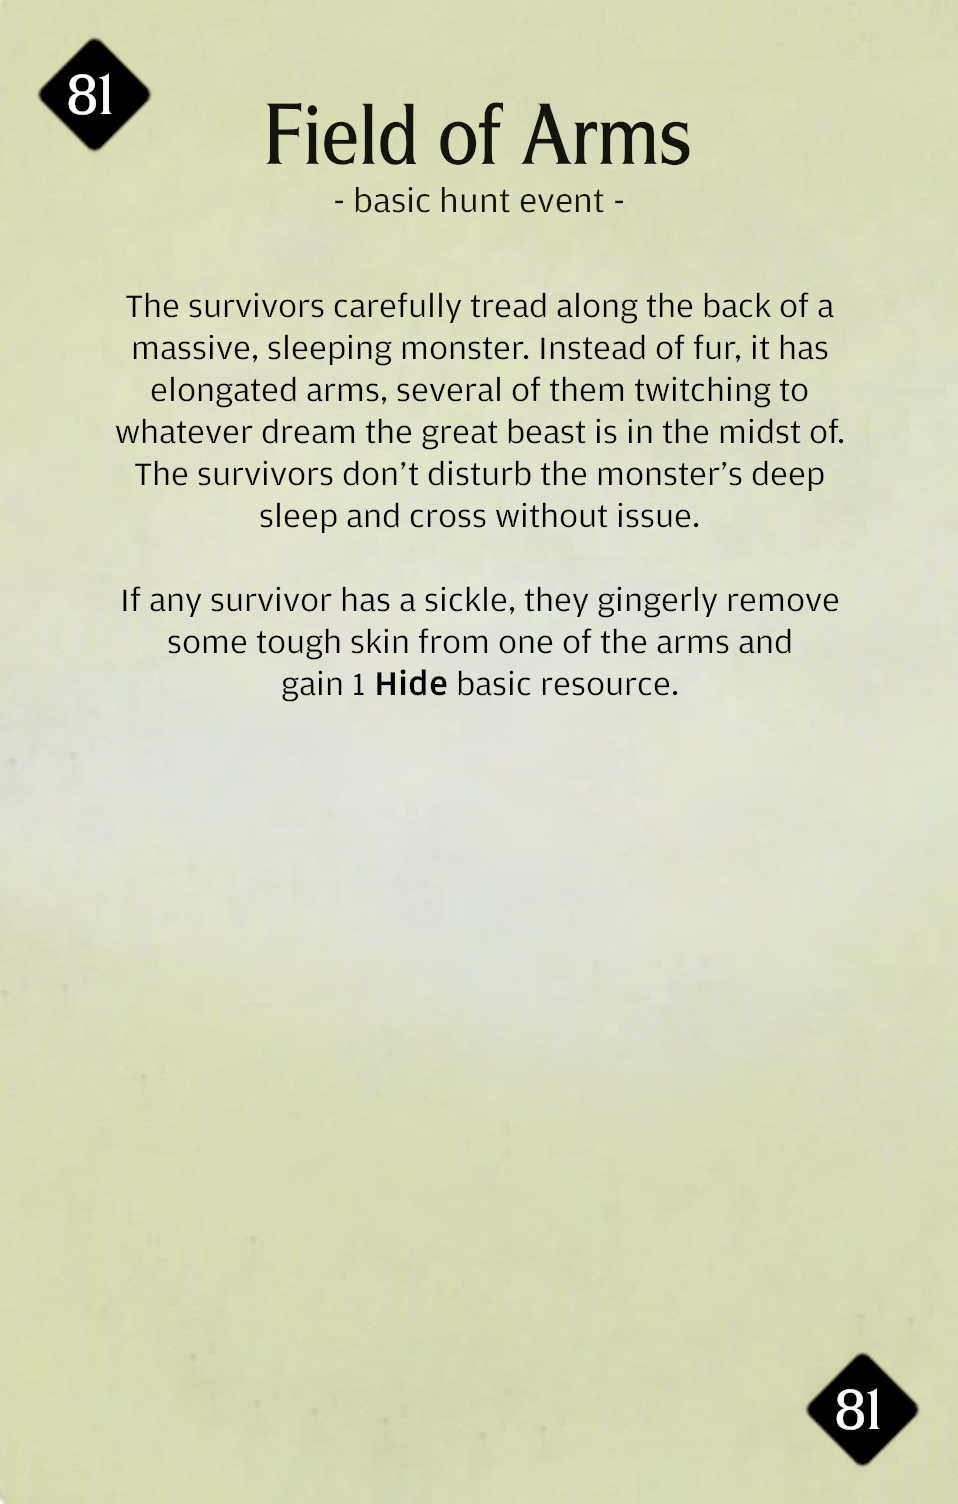 81
Field of Arms
- basic hunt event -
The survivors carefully tread along the back of a
massive, sleeping monster. Instead of fur, it has
elongated arms, several of them twitching to
whatever dream the great beast is in the midst of.
The survivors don’t disturb the monster’s deep
sleep and cross without issue.
If any survivor has a sickle, they gingerly remove
some tough skin from one of the arms and
gain 1 Hide basic resource.
81